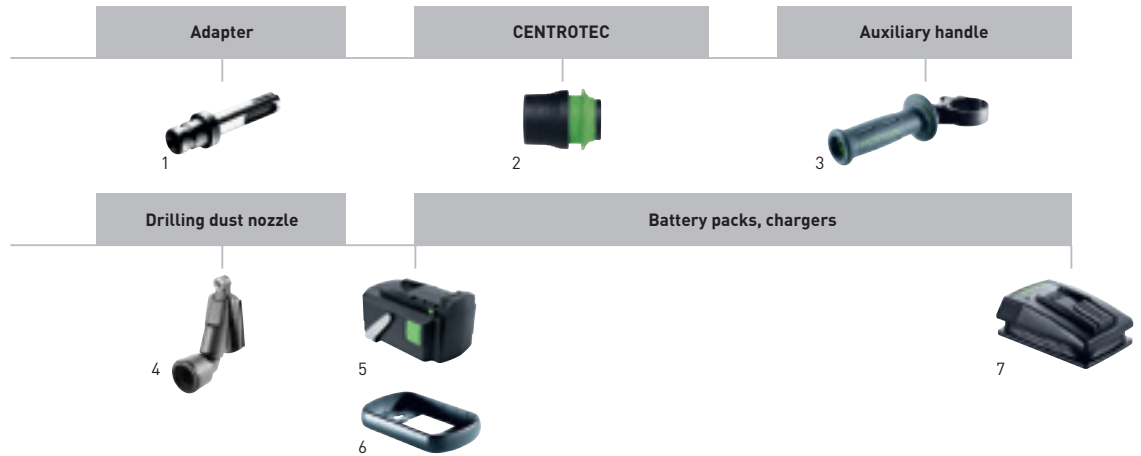 Adapter
CENTROTEC
Auxiliary handle
1
2
3
Drilling dust nozzle
Battery packs, chargers
4
5
7
6